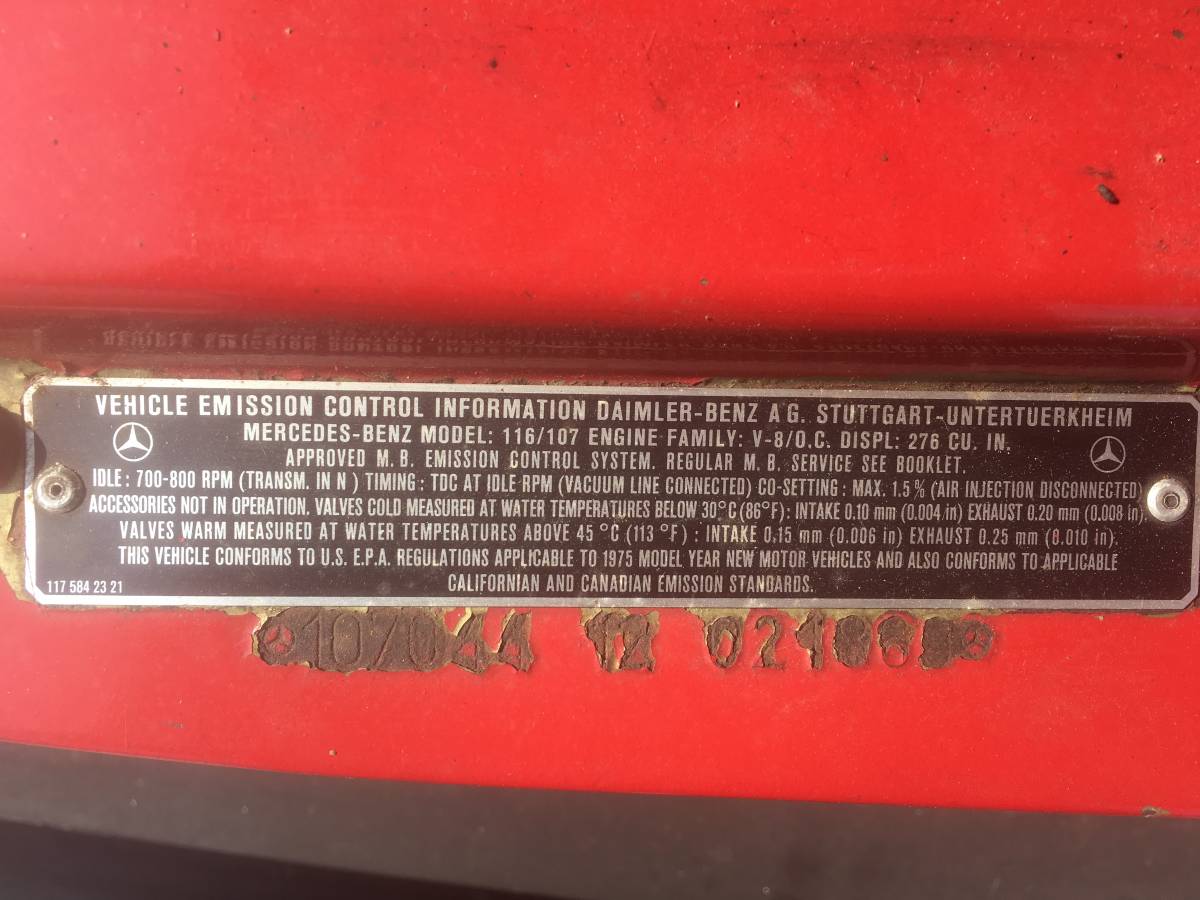 VEHICLE EMISSION CONTROL INFORMATION DAIMLER-BENZ A G. STUTTGART-UNTERTUERKHEIM
MERCEDES-BENZ MODEL: 116/107 ENGINE FAMILY: V-8/O.C. DISPL: 276 CU. IN.
APPROVED M. B. EMISSION CONTROL SYSTEM. REGULAR M. B. SERVICE SEE BOOKLET.
IDLE: 700-800 RPM (TRANSM. IN N ) TIMING: TDC AT IDLE RPM (VACUUM LINE CONNECTED) CO-SETTING: MAX. 1.5% (AIR INJECTION DISCONNECTED)
ACCESSORIES NOT IN OPERATION. VALVES COLD MEASURED AT WATER TEMPERATURES BELOW 30°C (86°F): INTAKE 0.10 mm (0.004 in) EXHAUST 0.20 mm (0.008 in).
VALVES WARM MEASURED AT WATER TEMPERATURES ABOVE 45 °C (113 °F) : INTAKE 0.15 mm (0.006 in) EXHAUST 0.25 mm (0.010 in).
THIS VEHICLE CONFORMS TO U.S. E.P.A. REGULATIONS APPLICABLE TO 1975 MODEL YEAR NEW MOTOR VEHICLES AND ALSO CONFORMS TO APPLICABLE
CALIFORNIAN AND CANADIAN EMISSION STANDARDS.
117 584 23 21
107044 12